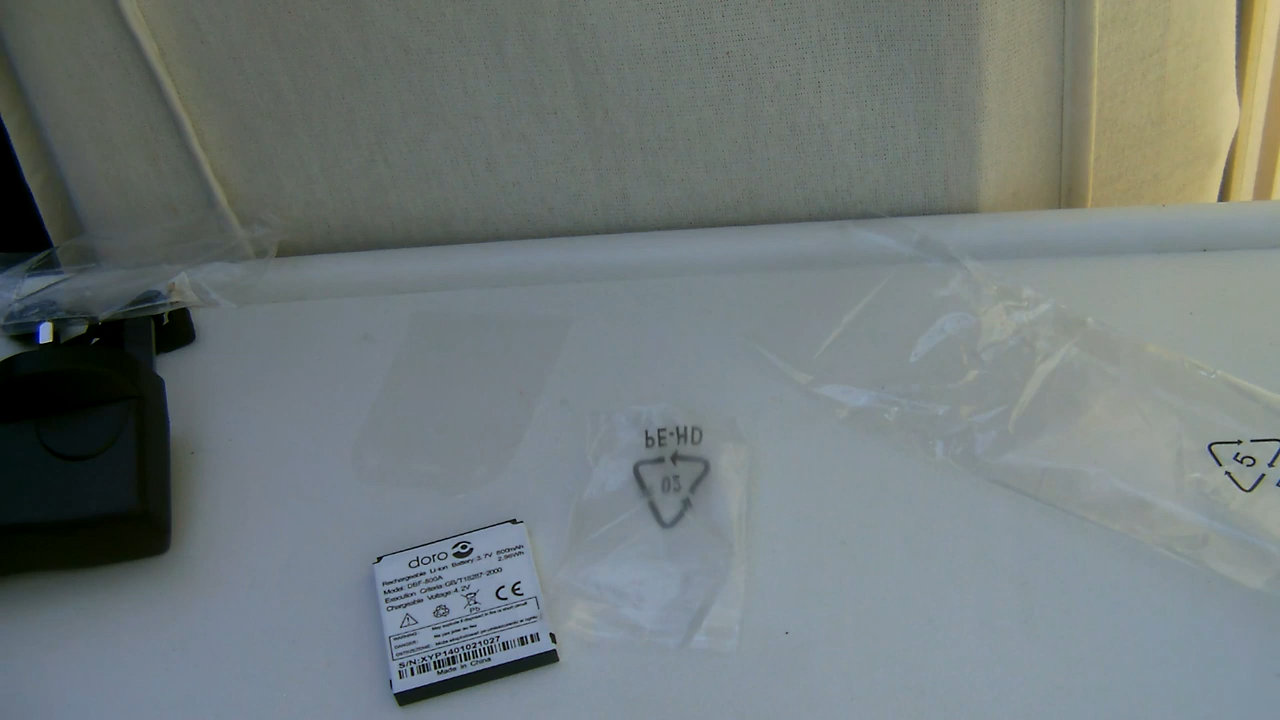 PE-HD
02
5
doro
Rechargeable Li-ion Battery:3.7V 800mAh
2.96Wh
Model: DBF-800A
Execution Criteria:GB/T18287-2000
Chargeable Voltage:4.2V
CE
Pb
S/N:XYP1401021027
Made in China